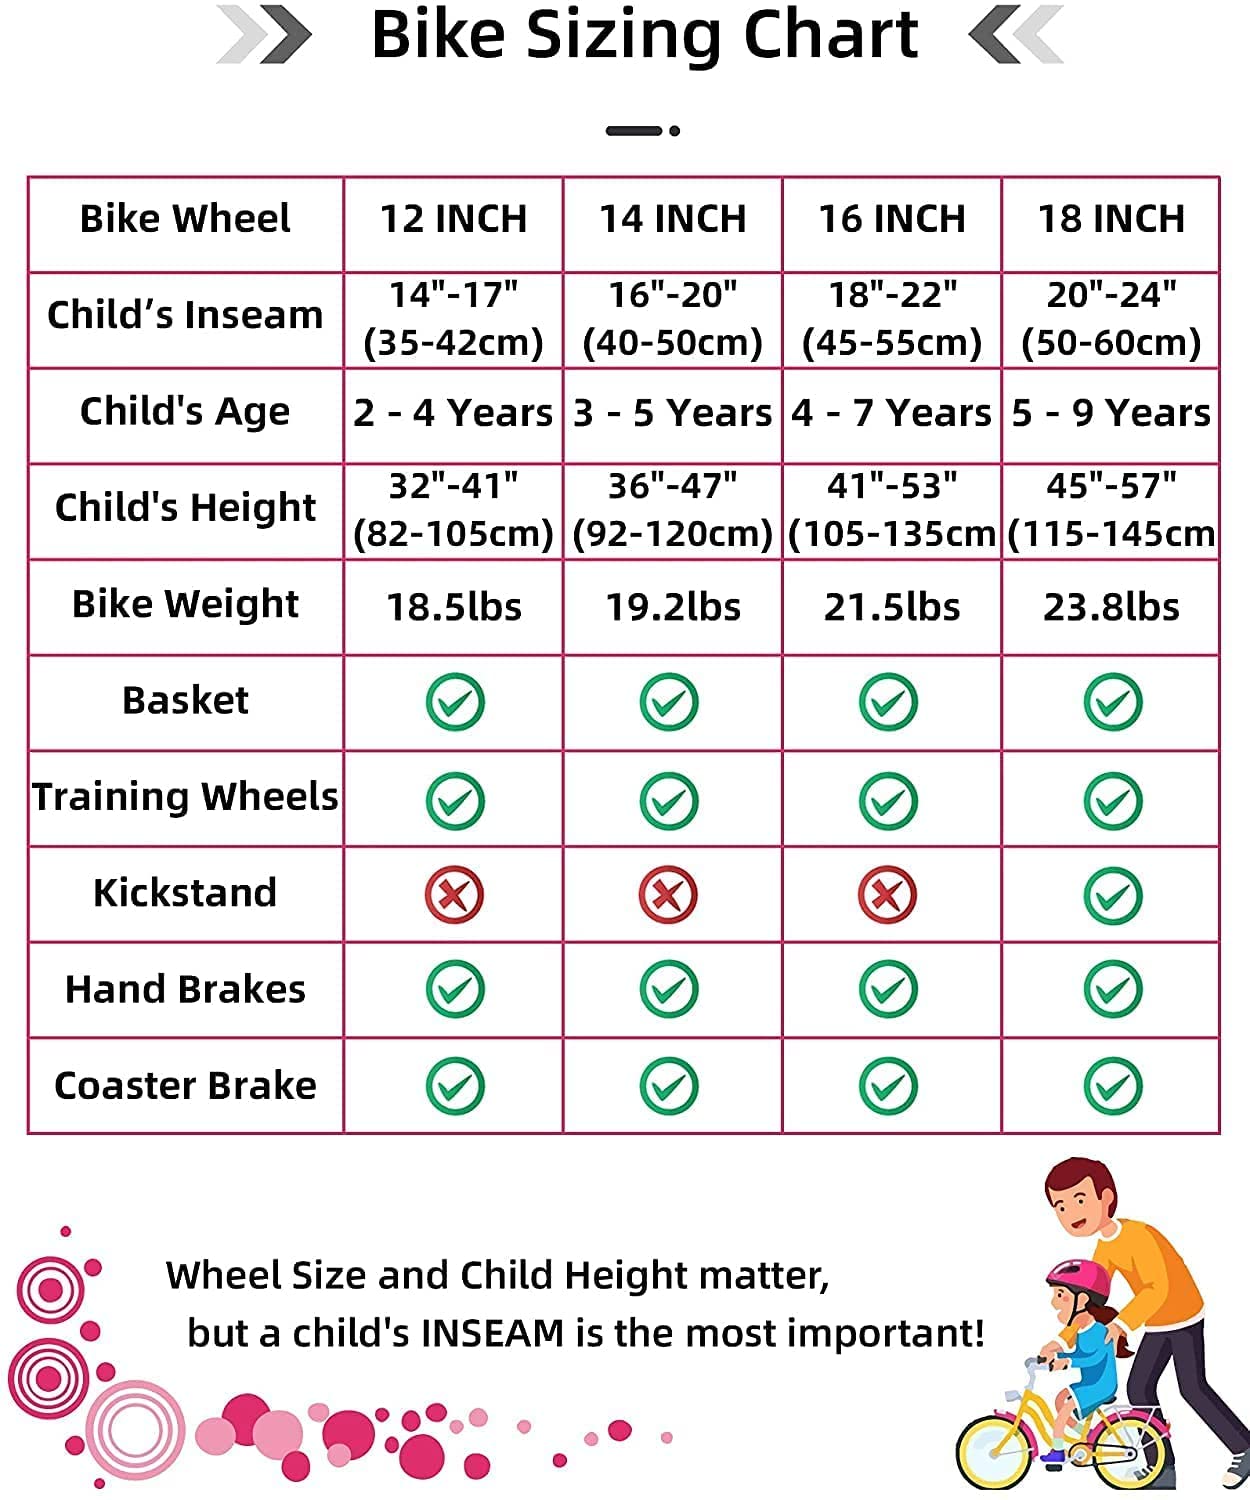 Bike Sizing Chart
Bike Wheel 12 INCH 14 INCH 16 INCH 18 INCH
Child’s Inseam 14"-17" (35-42cm) 16"-20" (40-50cm) 18"-22" (45-55cm) 20"-24" (50-60cm)
Child's Age 2 - 4 Years 3 - 5 Years 4 - 7 Years 5 - 9 Years
Child's Height 32"-41" (82-105cm) 36"-47" (92-120cm) 41"-53" (105-135cm 45"-57" (115-145cm
Bike Weight 18.5lbs 19.2lbs 21.5lbs 23.8lbs
Basket
Training Wheels
Kickstand
Hand Brakes
Coaster Brake
Wheel Size and Child Height matter,
but a child's INSEAM is the most important!